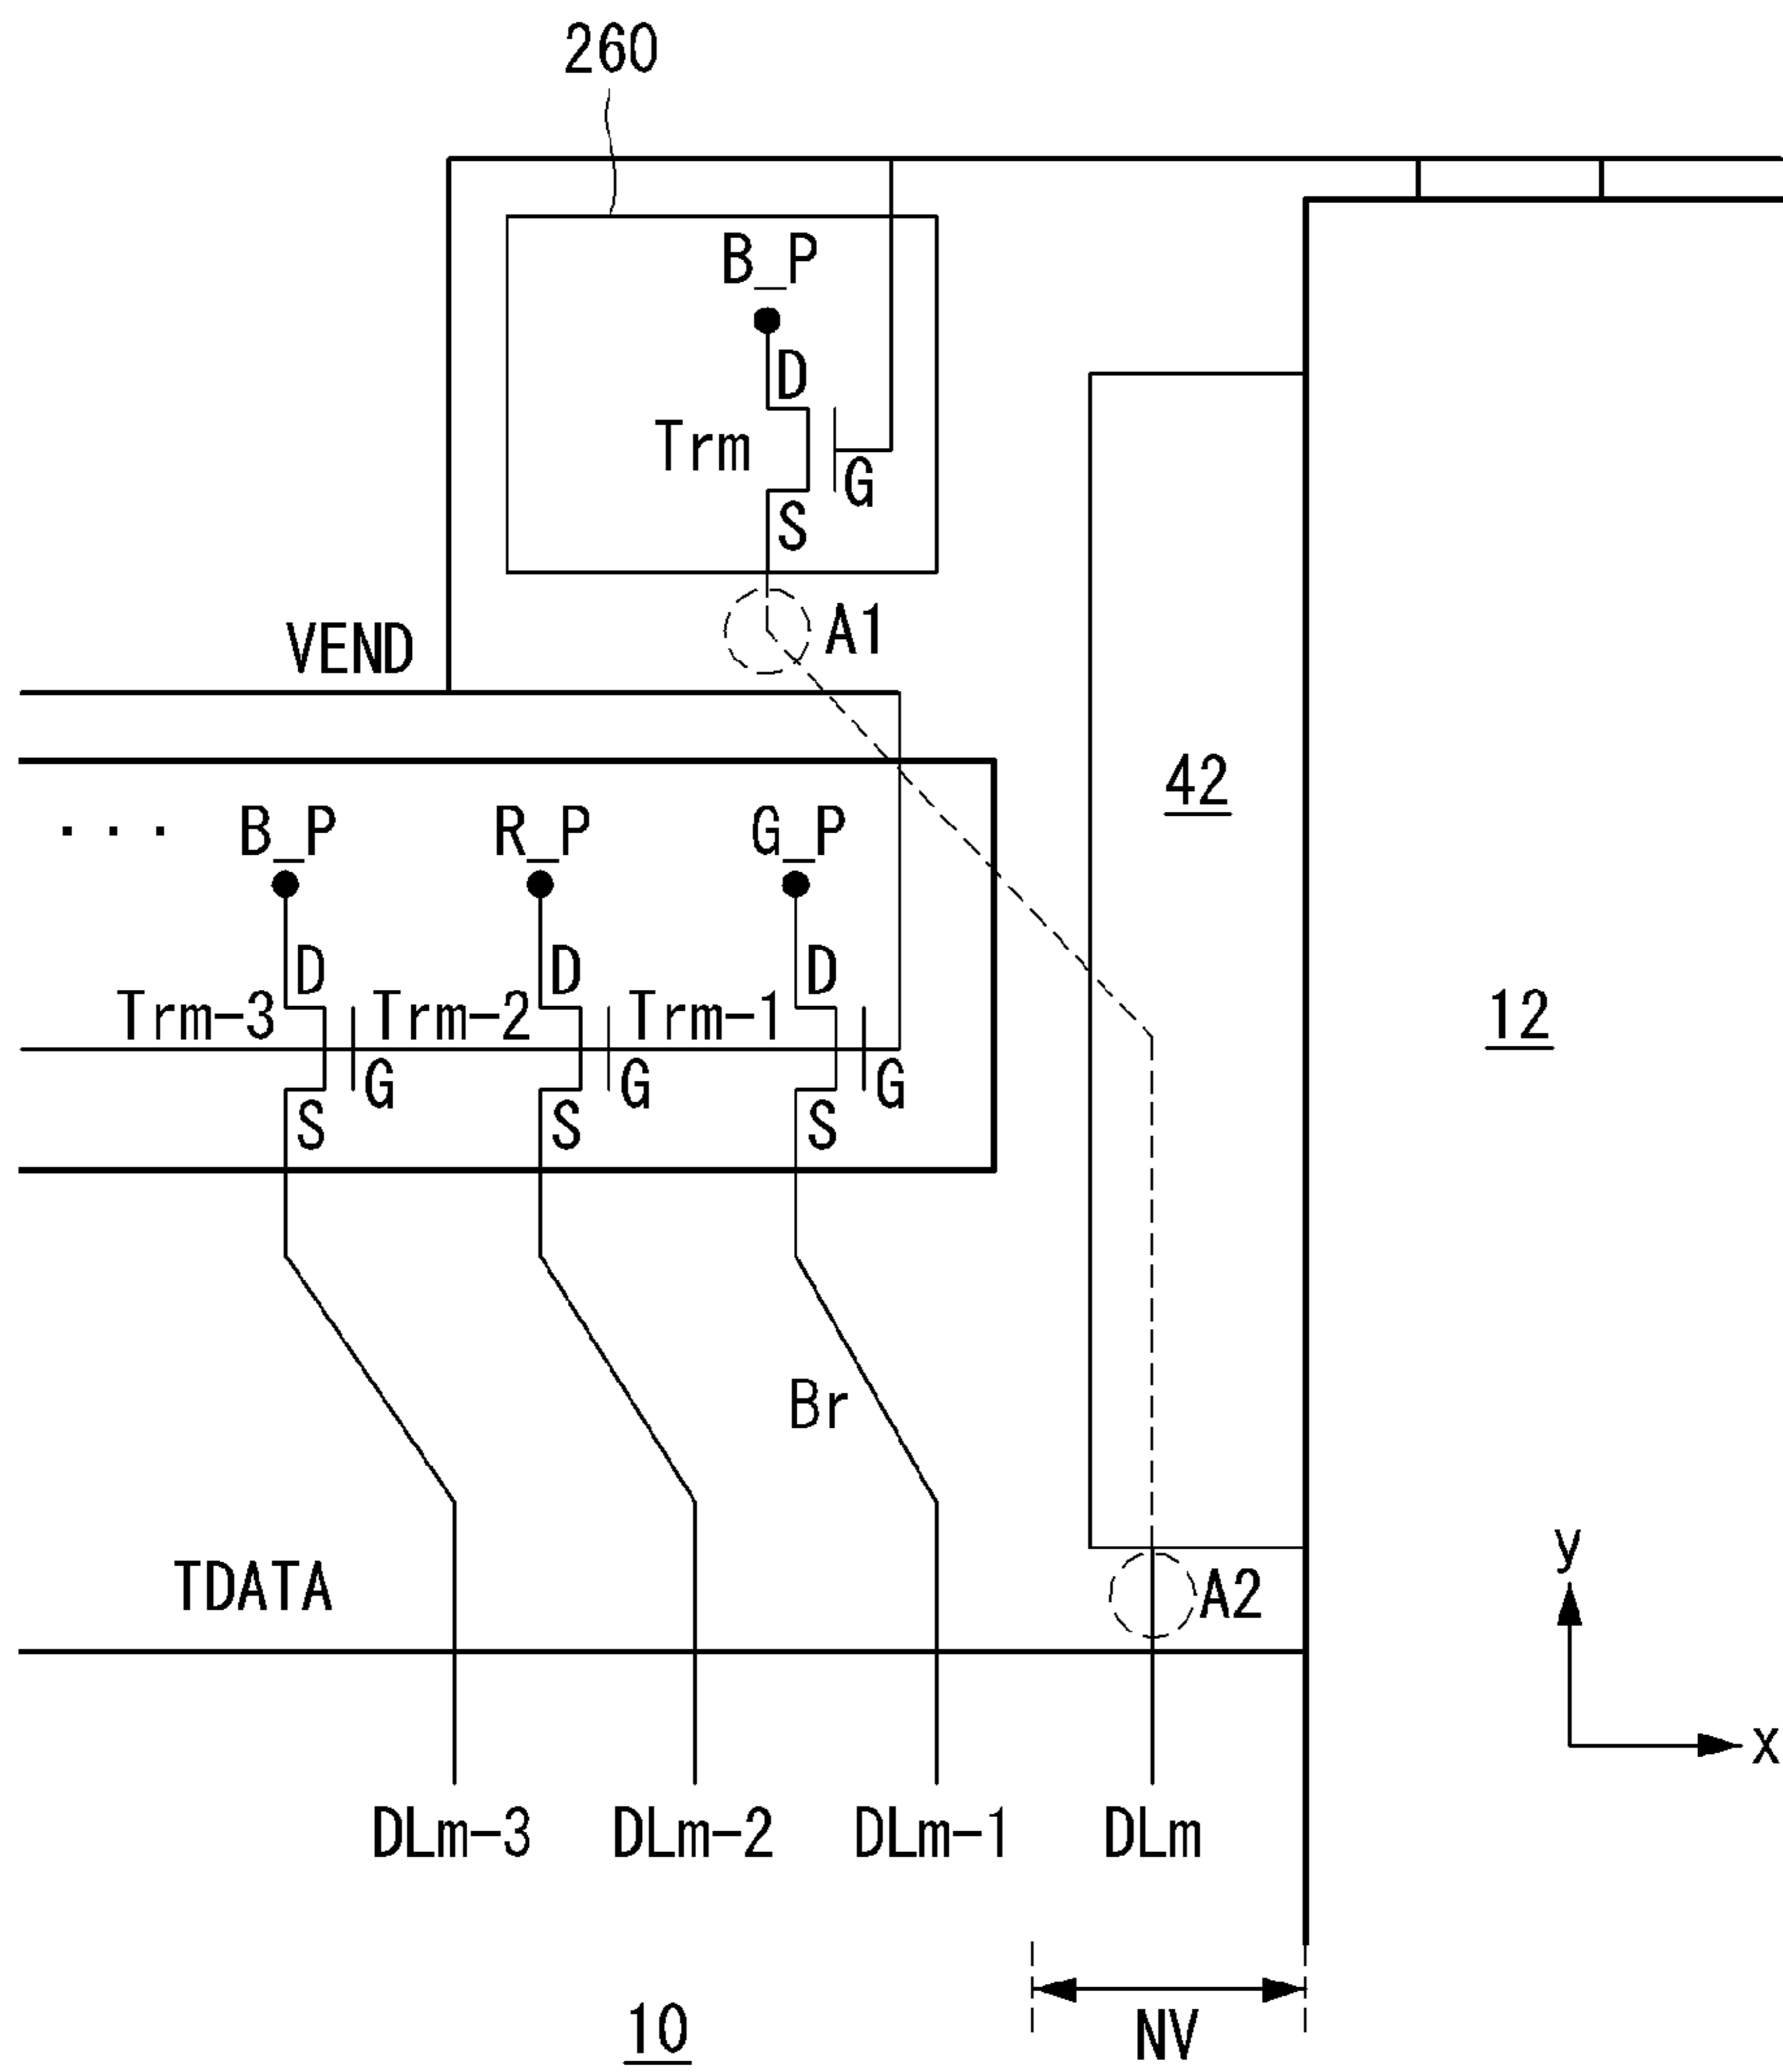 260
B_P
D
Trm
G
S
A1
VEND
42
... B_P R_P G_P
D D D
Trm-3 Trm-2 Trm-1 12
G G G
S S S
Br
TDATA
A2
y
x
DLm-3 DLm-2 DLm-1 DLm
10
NV